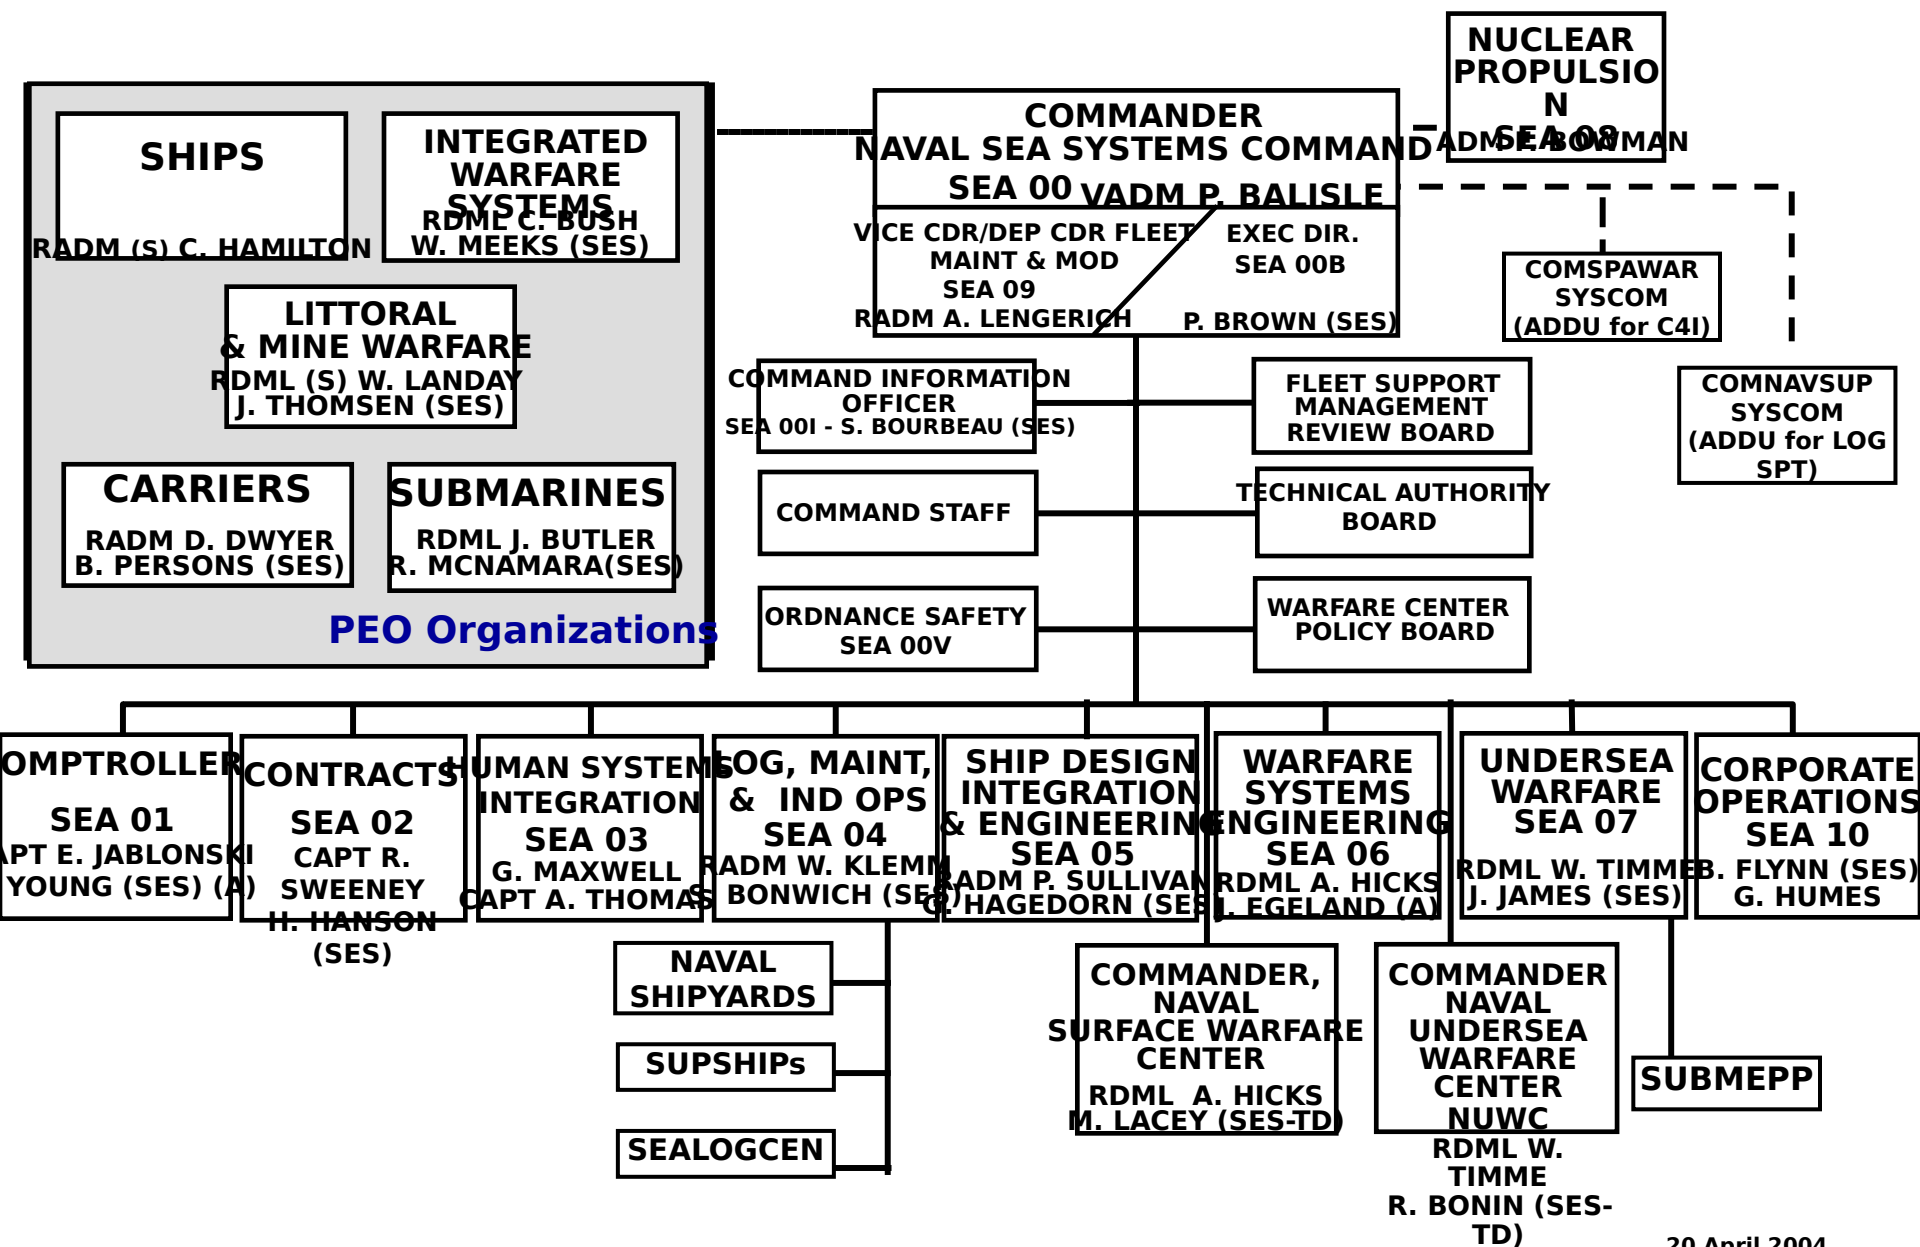 NUCLEAR
PROPULSIO
N
SEA 08
ADM F. BOWMAN
COMMANDER
NAVAL SEA SYSTEMS COMMAND
SEA 00 VADM P. BALISLE
VICE CDR/DEP CDR FLEET
MAINT & MOD
SEA 09
RADM A. LENGERICH
EXEC DIR.
SEA 00B
P. BROWN (SES)
SHIPS
RADM (S) C. HAMILTON
INTEGRATED
WARFARE
SYSTEMS
RDML C. BUSH
W. MEEKS (SES)
LITTORAL
& MINE WARFARE
RDML (S) W. LANDAY
J. THOMSEN (SES)
CARRIERS
RADM D. DWYER
B. PERSONS (SES)
SUBMARINES
RDML J. BUTLER
R. MCNAMARA(SES)
PEO Organizations
COMSPAWAR
SYSCOM
(ADDU for C4I)
COMNAVSUP
SYSCOM
(ADDU for LOG
SPT)
COMMAND INFORMATION
OFFICER
SEA 00I - S. BOURBEAU (SES)
FLEET SUPPORT
MANAGEMENT
REVIEW BOARD
COMMAND STAFF
TECHNICAL AUTHORITY
BOARD
ORDNANCE SAFETY
SEA 00V
WARFARE CENTER
POLICY BOARD
OMPTROLLER
SEA 01
APT E. JABLONSKI
YOUNG (SES) (A)
CONTRACTS
SEA 02
CAPT R.
SWEENEY
H. HANSON
(SES)
HUMAN SYSTEMS
INTEGRATION
SEA 03
G. MAXWELL
CAPT A. THOMAS
LOG, MAINT,
& IND OPS
SEA 04
RADM W. KLEMM
S. BONWICH (SES)
SHIP DESIGN
INTEGRATION
& ENGINEERING
SEA 05
RADM P. SULLIVAN
G. HAGEDORN (SES)
WARFARE
SYSTEMS
ENGINEERING
SEA 06
RDML A. HICKS
J. EGELAND (A)
UNDERSEA
WARFARE
SEA 07
RDML W. TIMME
J. JAMES (SES)
CORPORATE
OPERATIONS
SEA 10
B. FLYNN (SES)
G. HUMES
NAVAL
SHIPYARDS
SUPSHIPs
SEALOGCEN
COMMANDER,
NAVAL
SURFACE WARFARE
CENTER
RDML A. HICKS
M. LACEY (SES-TD)
COMMANDER
NAVAL
UNDERSEA
WARFARE
CENTER
NUWC
RDML W.
TIMME
R. BONIN (SES-
TD)
SUBMEPP
20 April 2004